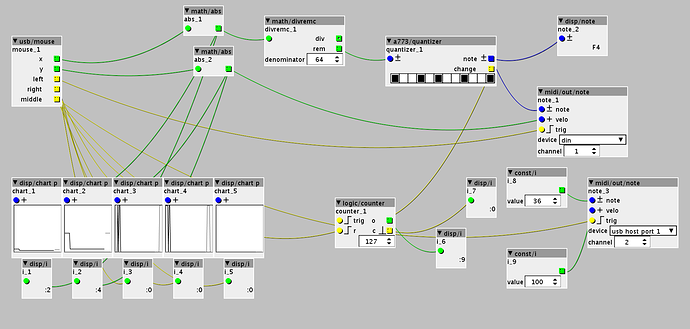 usb/mouse
mouse_1
x
y
left
right
middle
math/abs
abs_1
math/abs
abs_2
math/divremc
divremc_1
div
rem
denominator 64
a773/quantizer
quantizer_1
note
change
disp/note
note_2
F4
midi/out/note
note_1
note
velo
trig
device din
channel 1
disp/chart p
chart_1
disp/chart p
chart_2
disp/chart p
chart_3
disp/chart p
chart_4
disp/chart p
chart_5
disp/i
i_1
:2
disp/i
i_2
:4
disp/i
i_3
:0
disp/i
i_4
:0
disp/i
i_5
:0
logic/counter
counter_1
trig o
r c
127
disp/i
i_7
:0
disp/i
i_6
:9
const/i
i_8
value 36
const/i
i_9
value 100
midi/out/note
note_3
note
velo
trig
device usb host port 1
channel 2